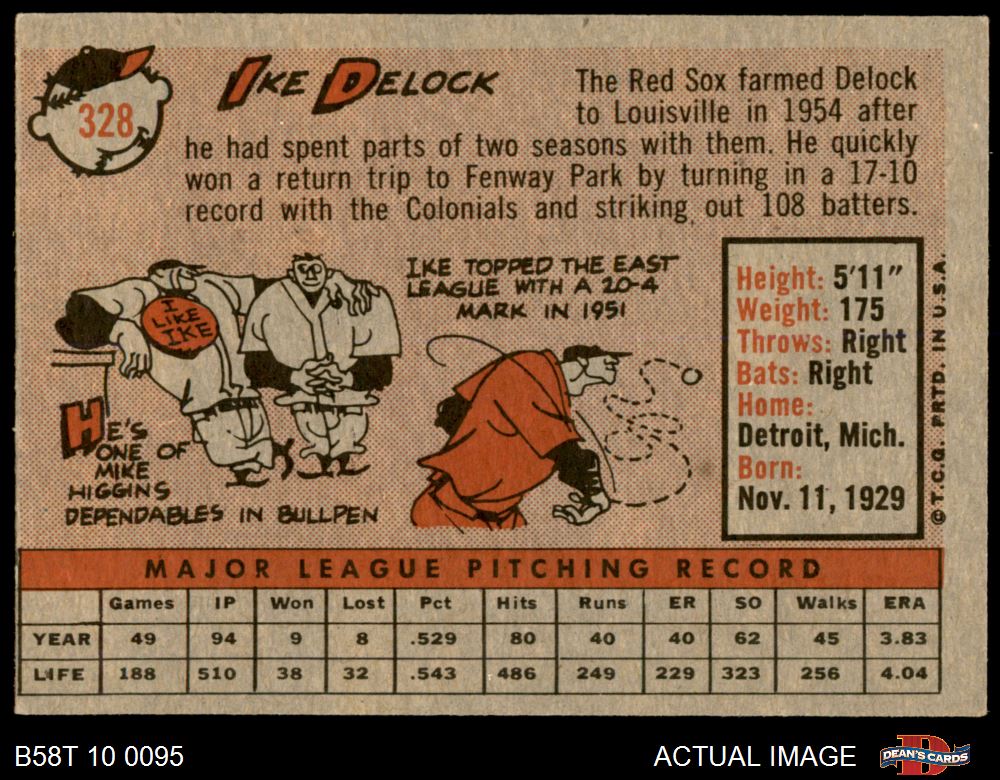 328
IKE DELOCK
The Red Sox farmed Delock
to Louisville in 1954 after
he had spent parts of two seasons with them. He quickly
won a return trip to Fenway Park by turning in a 17-10
record with the Colonials and striking out 108 batters.
I
LIKE
IKE
HE'S
ONE OF
MIKE
HIGGINS
DEPENDABLES IN BULLPEN
IKE TOPPED THE EAST
LEAGUE WITH A 20-4
MARK IN 1951
Height: 5'11"
Weight: 175
Throws: Right
Bats: Right
Home:
Detroit, Mich.
Born:
Nov. 11, 1929
© T.C.G. PRTD. IN U.S.A.
MAJOR LEAGUE PITCHING RECORD
Games IP Won Lost Pct Hits Runs ER SO Walks ERA
YEAR 49 94 9 8 .529 80 40 40 62 45 3.83
LIFE 188 510 38 32 .543 486 249 229 323 256 4.04
B58T 10 0095
ACTUAL IMAGE
DEAN'S CARDS